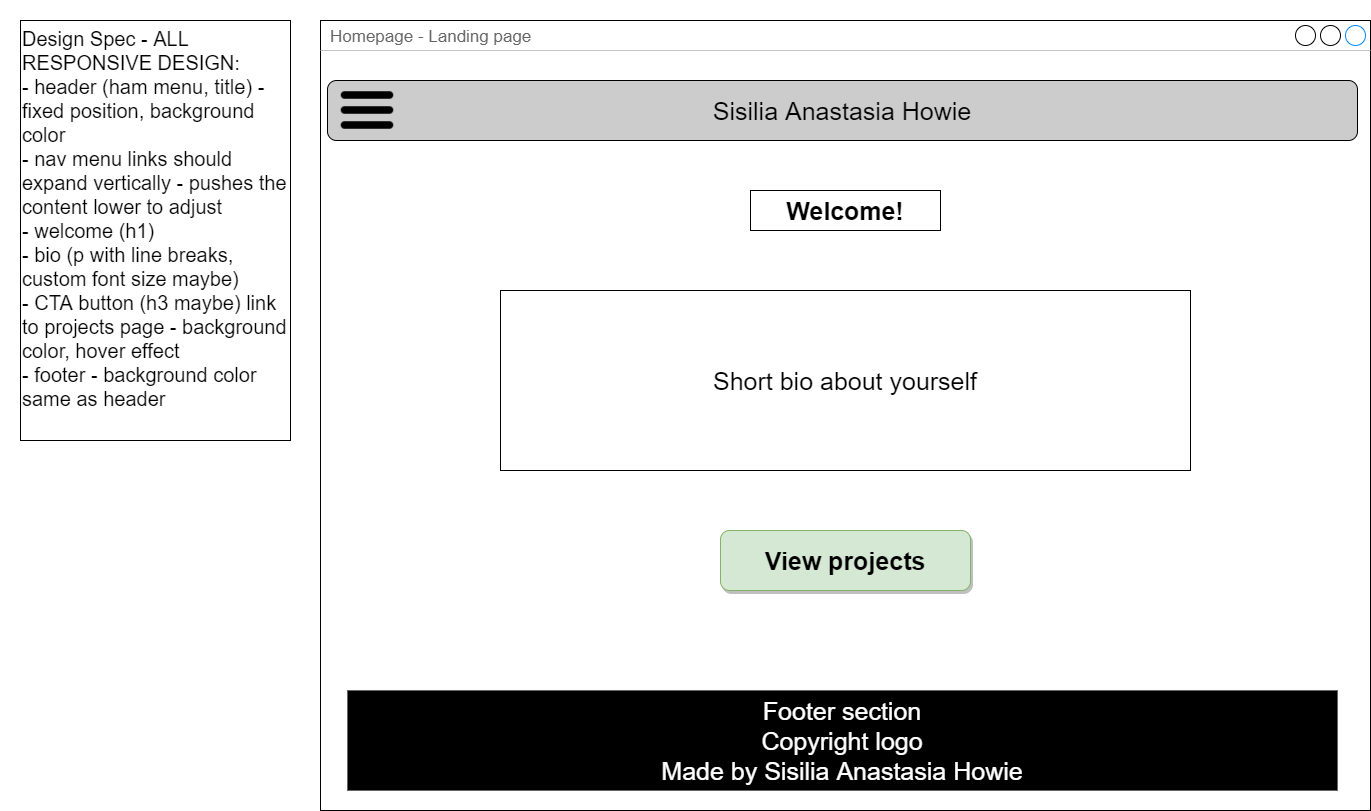 Design Spec - ALL
RESPONSIVE DESIGN:
- header (ham menu, title) -
fixed position, background
color
- nav menu links should
expand vertically - pushes the
content lower to adjust
- welcome (h1)
- bio (p with line breaks,
custom font size maybe)
- CTA button (h3 maybe) link
to projects page - background
color, hover effect
- footer - background color
same as header
Homepage - Landing page
Sisilia Anastasia Howie
Welcome!
Short bio about yourself
View projects
Footer section
Copyright logo
Made by Sisilia Anastasia Howie